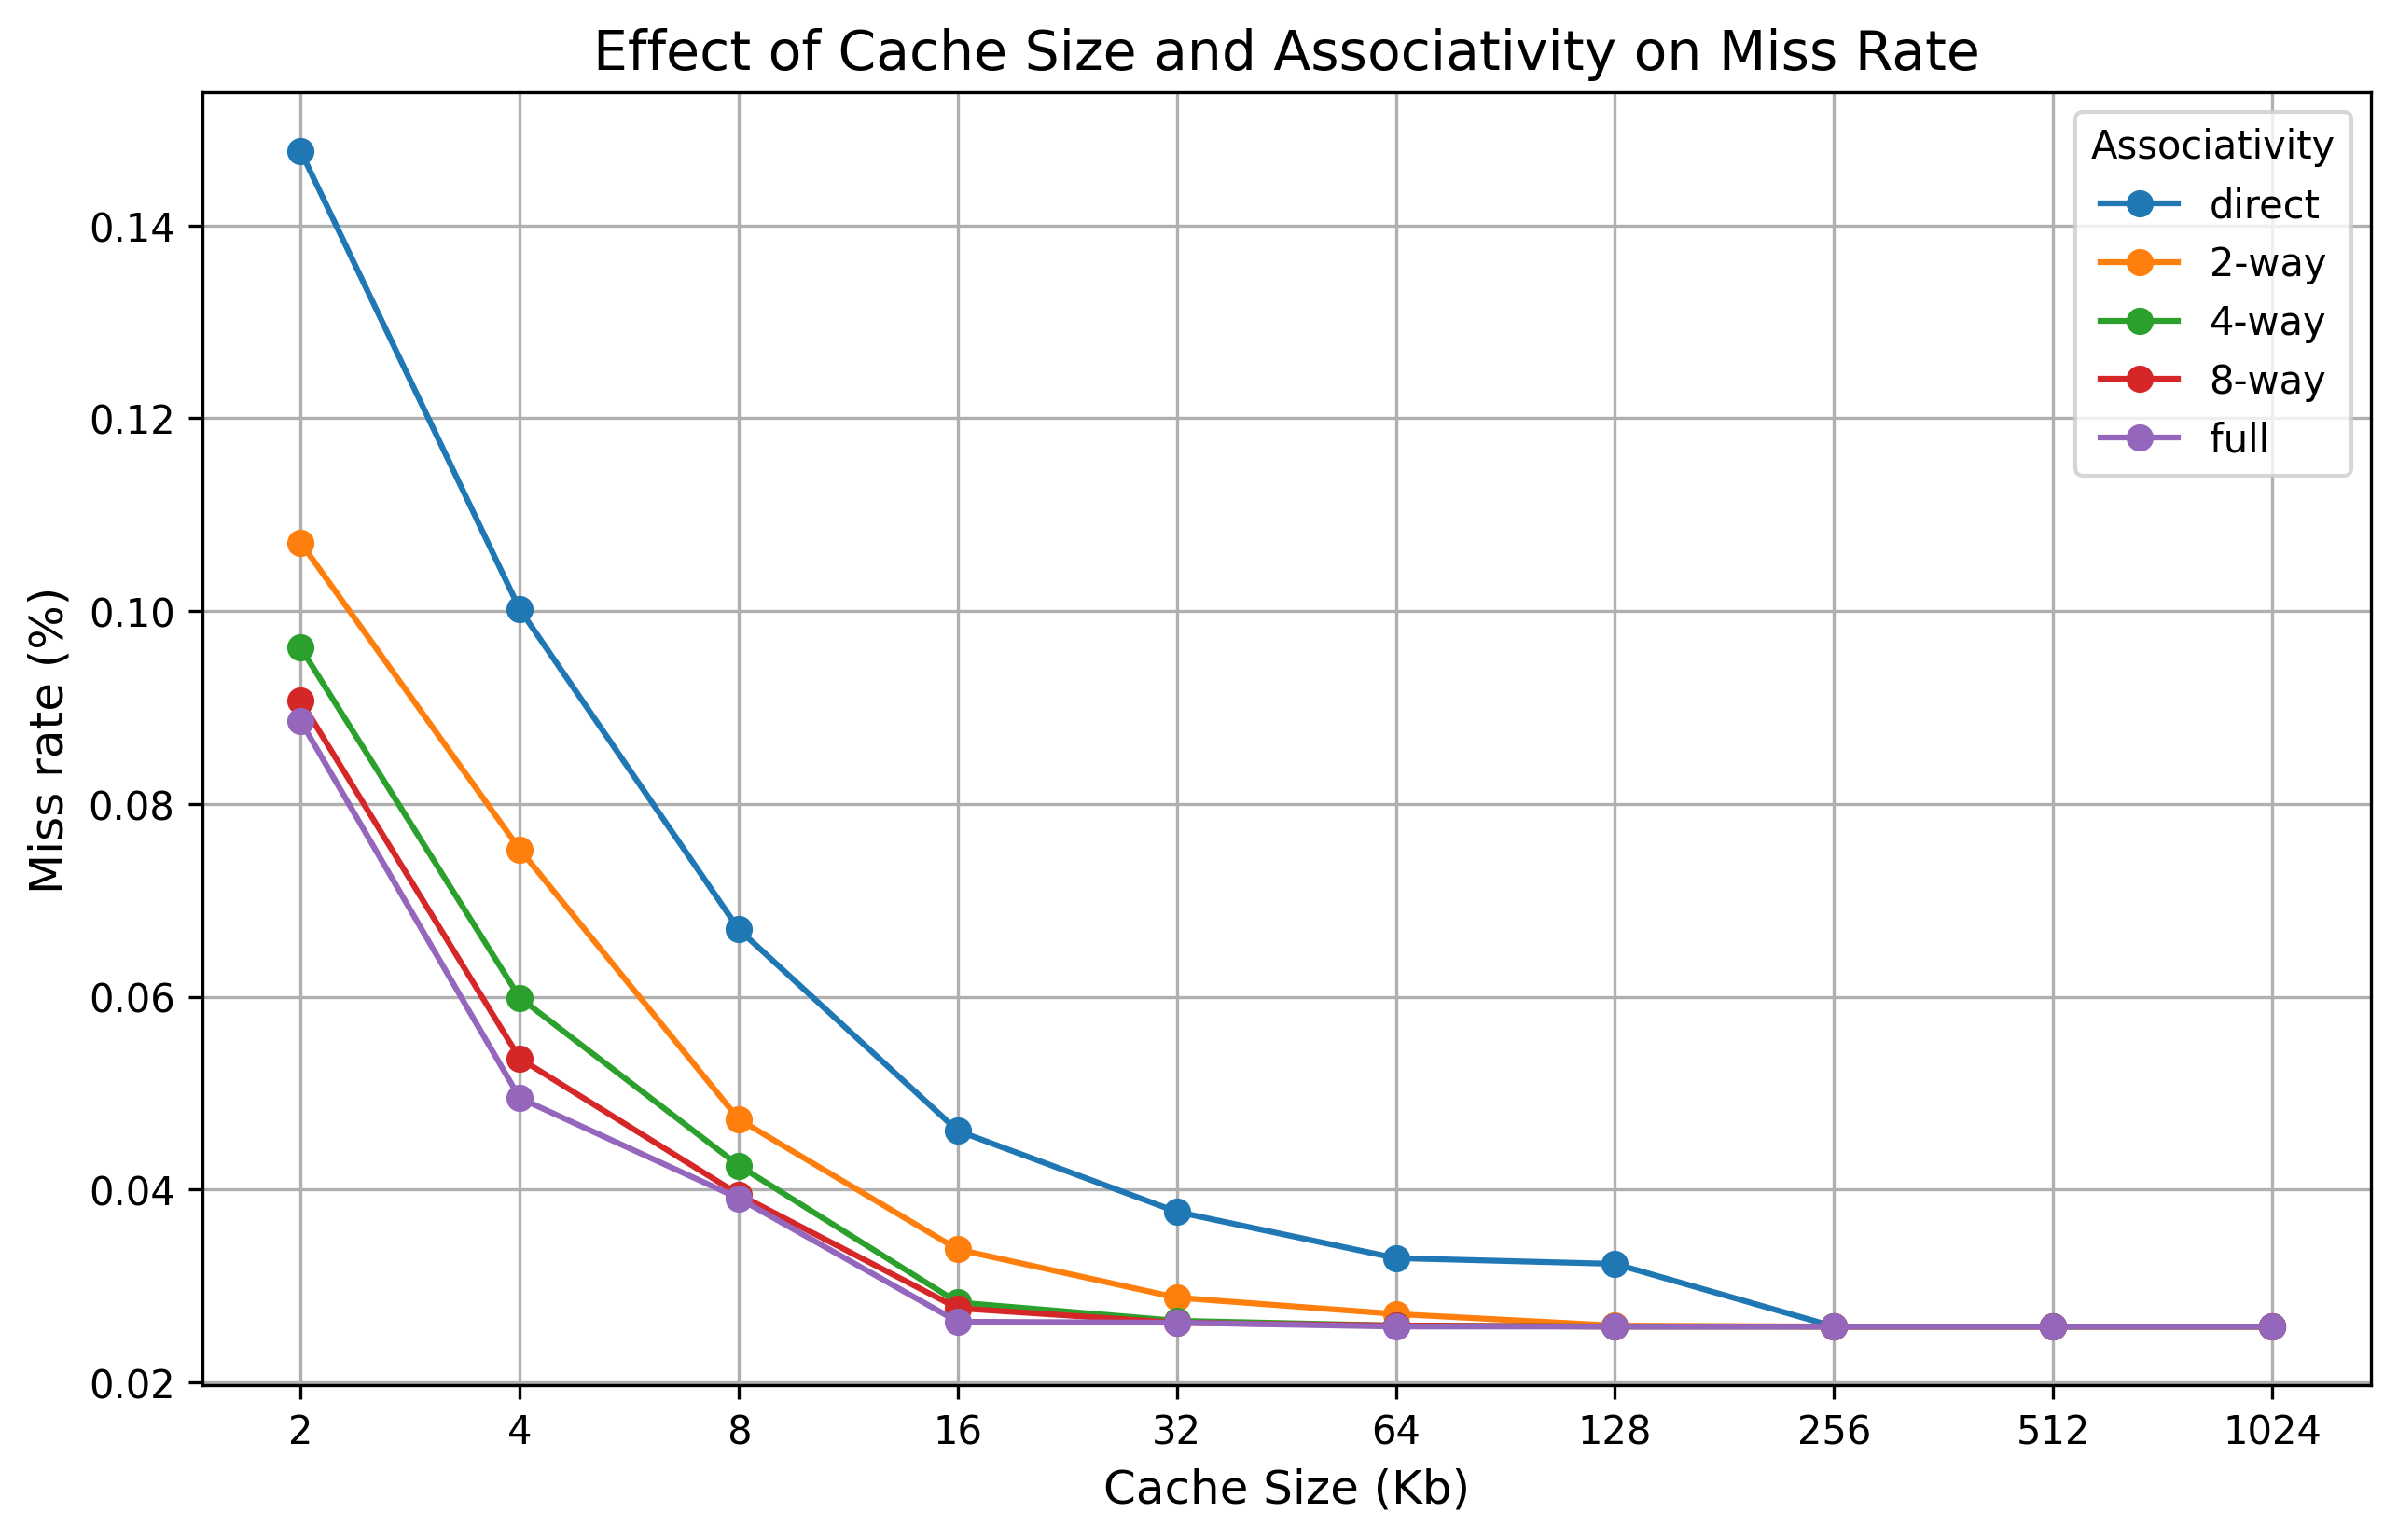 Effect of Cache Size and Associativity on Miss Rate
Associativity
direct
2-way
4-way
8-way
full
Miss rate (%)
0.14
0.12
0.10
0.08
0.06
0.04
0.02
2 4 8 16 32 64 128 256 512 1024
Cache Size (Kb)